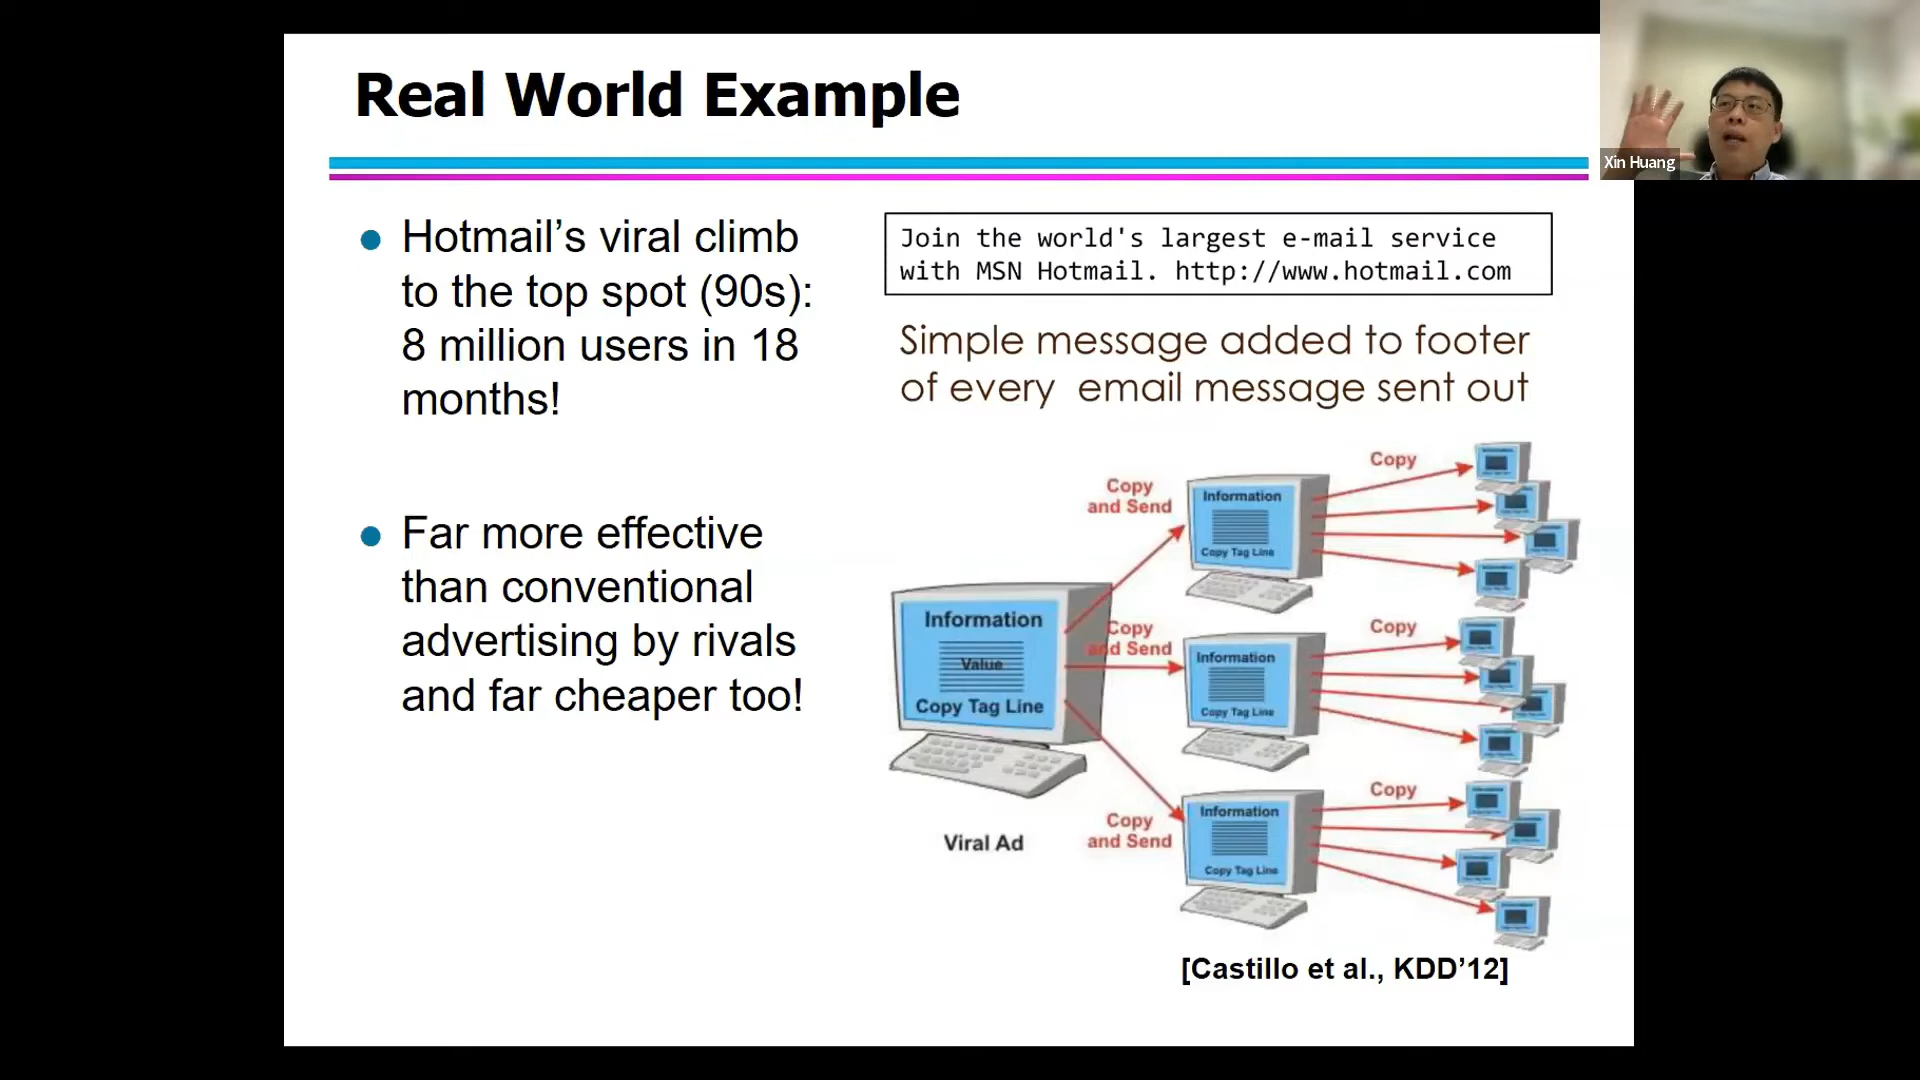 Real World Example
Xin Huang
Hotmail’s viral climb
to the top spot (90s):
8 million users in 18
months!
Far more effective
than conventional
advertising by rivals
and far cheaper too!
Join the world's largest e-mail service
with MSN Hotmail. http://www.hotmail.com
Simple message added to footer
of every email message sent out
Information
Value
Copy Tag Line
Viral Ad
Copy
and Send
Information
Copy Tag Line
Copy
Copy
and Send
Information
Copy Tag Line
Copy
Copy
and Send
Information
Copy Tag Line
Copy
[Castillo et al., KDD’12]